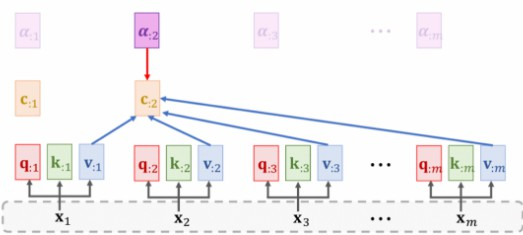 α:1 α:2 α:3 ... α:m
c:1 c:2
q:1 k:1 v:1 q:2 k:2 v:2 q:3 k:3 v:3 ... q:m k:m v:m
x1 x2 x3 ... xm